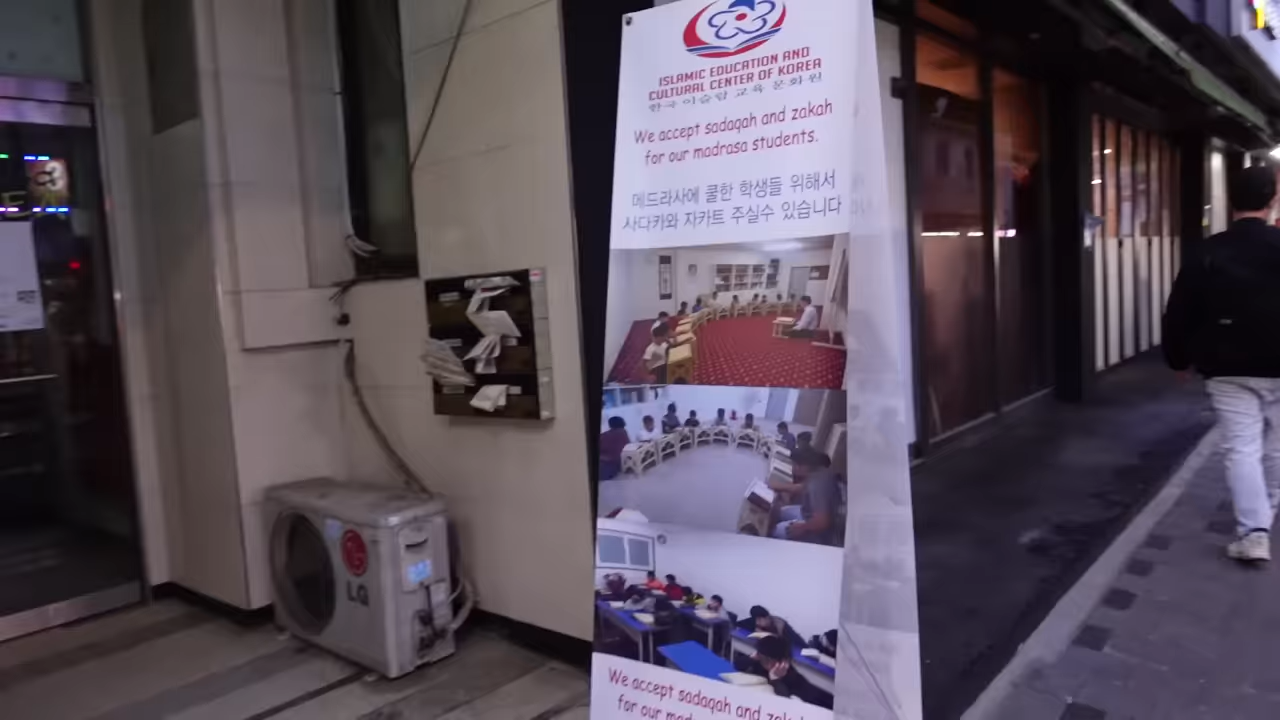 ISLAMIC EDUCATION AND
CULTURAL CENTER OF KOREA
한국 이슬람 교육 문화원
We accept sadaqah and zakah
for our madrasa students.
메드라사에 쿨한 학생들 위해서
사다카와 자카트 주실수 있습니다
LG
We accept sadaqah and zakah
for our